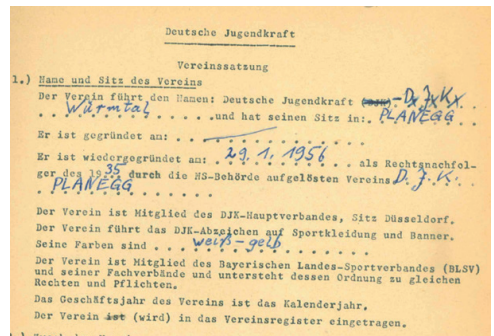 Deutsche Jugendkraft
Vereinssatzung
1.) Name und Sitz des Vereins
Der Verein führt den Namen: Deutsche Jugendkraft (DJK) - D. J. K.
Würmtal und hat seinen Sitz in: PLANEGG
Er ist gegründet am:
Er ist wiedergegründet am: 29. 1. 1956 als Rechtsnachfol-
ger des 1935 durch die NS-Behörde aufgelösten Vereins D. J. K.
PLANEGG
Der Verein ist Mitglied des DJK-Hauptverbandes, Sitz Düsseldorf.
Der Verein führt das DJK-Abzeichen auf Sportkleidung und Banner.
Seine Farben sind weiß-gelb
Der Verein ist Mitglied des Bayerischen Landes-Sportverbandes (BLSV)
und seiner Fachverbände und untersteht dessen Ordnung zu gleichen
Rechten und Pflichten.
Das Geschäftsjahr des Vereins ist das Kalenderjahr.
Der Verein ist (wird) in das Vereinsregister eingetragen.